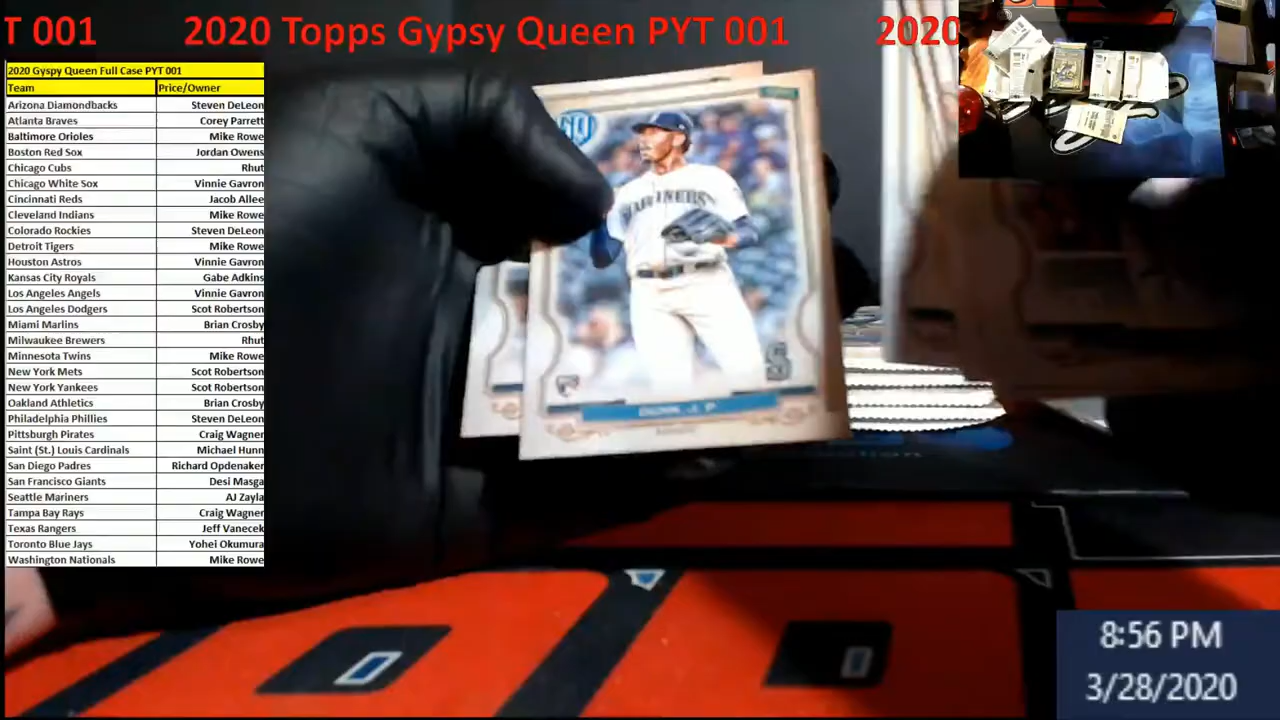 T 001 2020 Topps Gypsy Queen PYT 001 2020
2020 Gyspy Queen Full Case PYT 001
Team Price/Owner
Arizona Diamondbacks Steven DeLeon
Atlanta Braves Corey Parrett
Baltimore Orioles Mike Rowe
Boston Red Sox Jordan Owens
Chicago Cubs Rhut
Chicago White Sox Vinnie Gavron
Cincinnati Reds Jacob Allee
Cleveland Indians Mike Rowe
Colorado Rockies Steven DeLeon
Detroit Tigers Mike Rowe
Houston Astros Vinnie Gavron
Kansas City Royals Gabe Adkins
Los Angeles Angels Vinnie Gavron
Los Angeles Dodgers Scot Robertson
Miami Marlins Brian Crosby
Milwaukee Brewers Rhut
Minnesota Twins Mike Rowe
New York Mets Scot Robertson
New York Yankees Scot Robertson
Oakland Athletics Brian Crosby
Philadelphia Phillies Steven DeLeon
Pittsburgh Pirates Craig Wagner
Saint (St.) Louis Cardinals Michael Hunn
San Diego Padres Richard Opdenaker
San Francisco Giants Desi Masga
Seattle Mariners AJ Zayla
Tampa Bay Rays Craig Wagner
Texas Rangers Jeff Vanecek
Toronto Blue Jays Yohei Okumura
Washington Nationals Mike Rowe
GQ
MARINERS
S
8:56 PM
3/28/2020